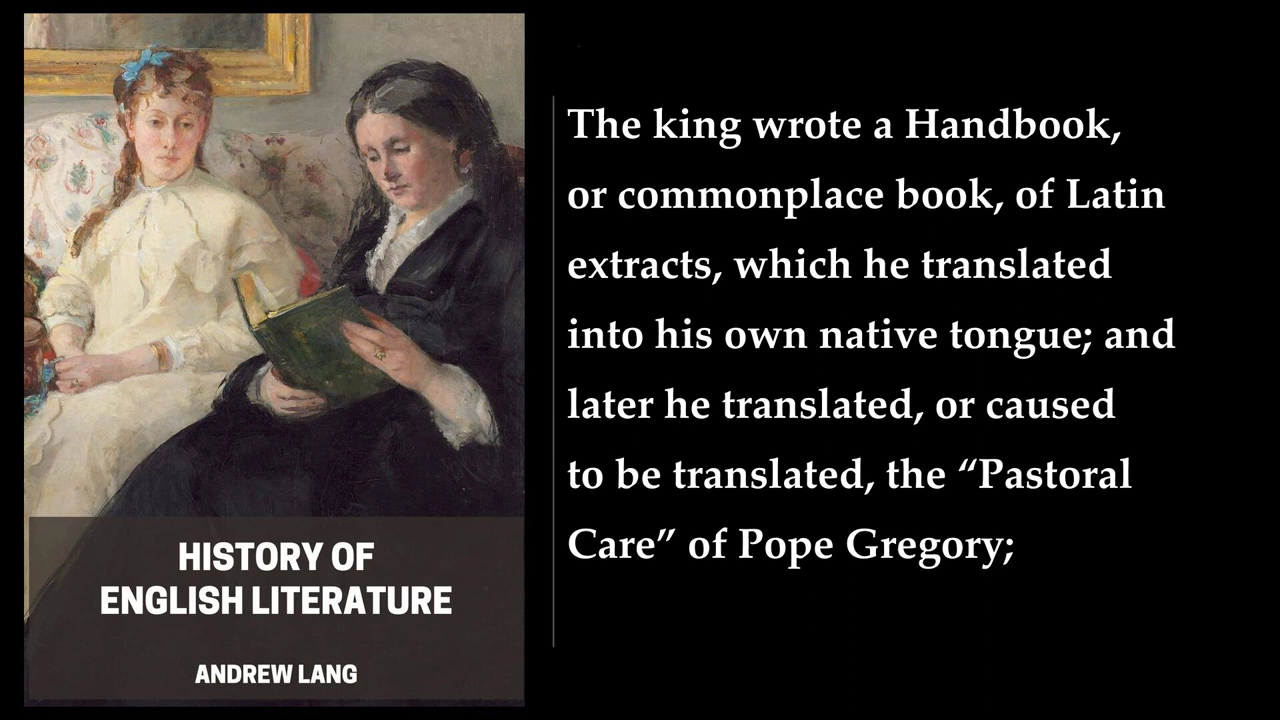 The king wrote a Handbook,
or commonplace book, of Latin
extracts, which he translated
into his own native tongue; and
later he translated, or caused
to be translated, the “Pastoral
Care” of Pope Gregory;
HISTORY OF
ENGLISH LITERATURE
ANDREW LANG